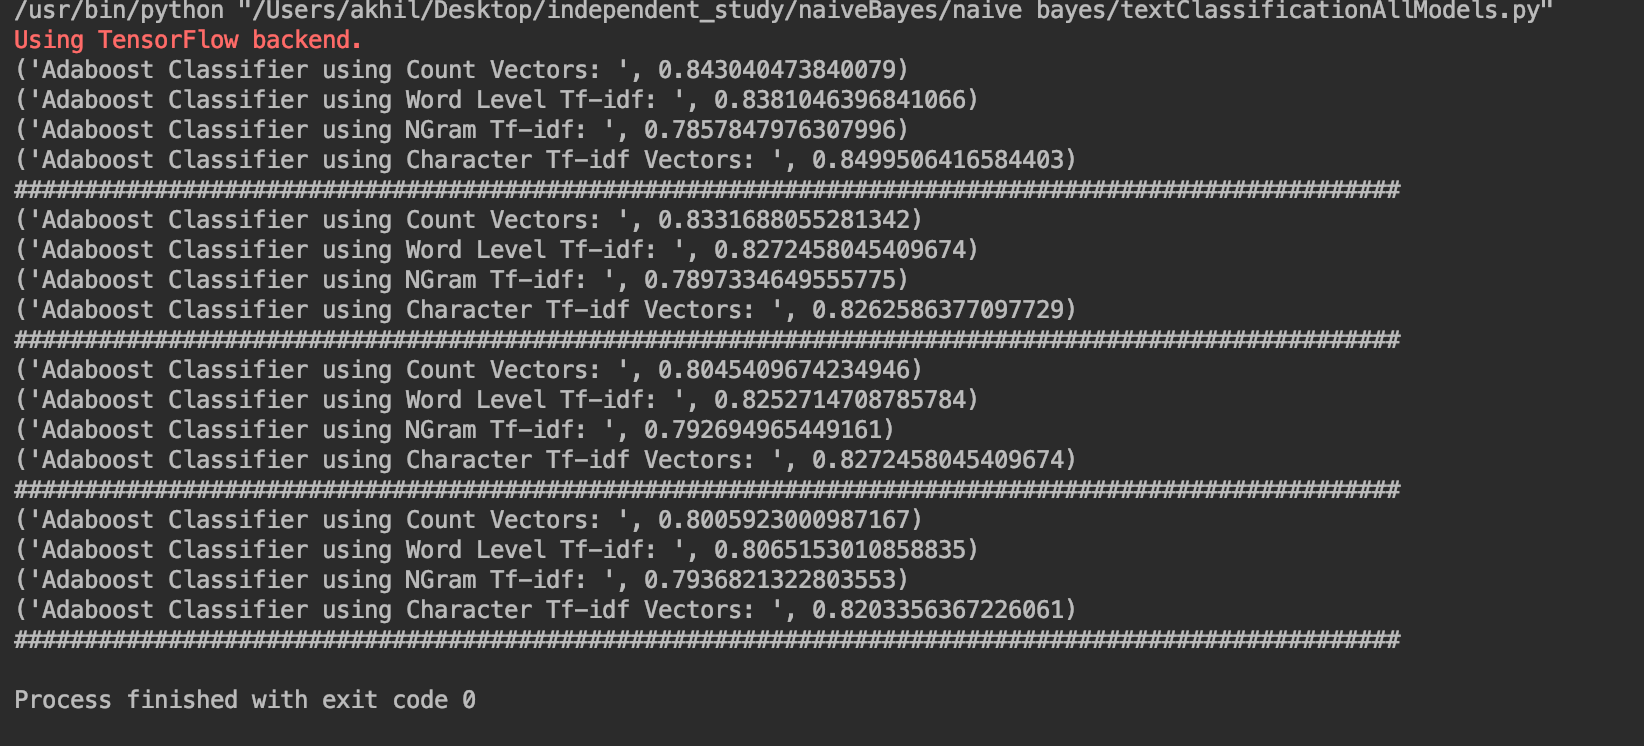 /usr/bin/python "/Users/akhil/Desktop/independent_study/naiveBayes/naive bayes/textClassificationAllModels.py"
Using TensorFlow backend.
('Adaboost Classifier using Count Vectors: ', 0.843040473840079)
('Adaboost Classifier using Word Level Tf-idf: ', 0.8381046396841066)
('Adaboost Classifier using NGram Tf-idf: ', 0.7857847976307996)
('Adaboost Classifier using Character Tf-idf Vectors: ', 0.8499506416584403)
###################################################################################################
('Adaboost Classifier using Count Vectors: ', 0.8331688055281342)
('Adaboost Classifier using Word Level Tf-idf: ', 0.8272458045409674)
('Adaboost Classifier using NGram Tf-idf: ', 0.7897334649555775)
('Adaboost Classifier using Character Tf-idf Vectors: ', 0.8262586377097729)
###################################################################################################
('Adaboost Classifier using Count Vectors: ', 0.8045409674234946)
('Adaboost Classifier using Word Level Tf-idf: ', 0.8252714708785784)
('Adaboost Classifier using NGram Tf-idf: ', 0.792694965449161)
('Adaboost Classifier using Character Tf-idf Vectors: ', 0.8272458045409674)
###################################################################################################
('Adaboost Classifier using Count Vectors: ', 0.8005923000987167)
('Adaboost Classifier using Word Level Tf-idf: ', 0.8065153010858835)
('Adaboost Classifier using NGram Tf-idf: ', 0.7936821322803553)
('Adaboost Classifier using Character Tf-idf Vectors: ', 0.8203356367226061)
###################################################################################################
Process finished with exit code 0